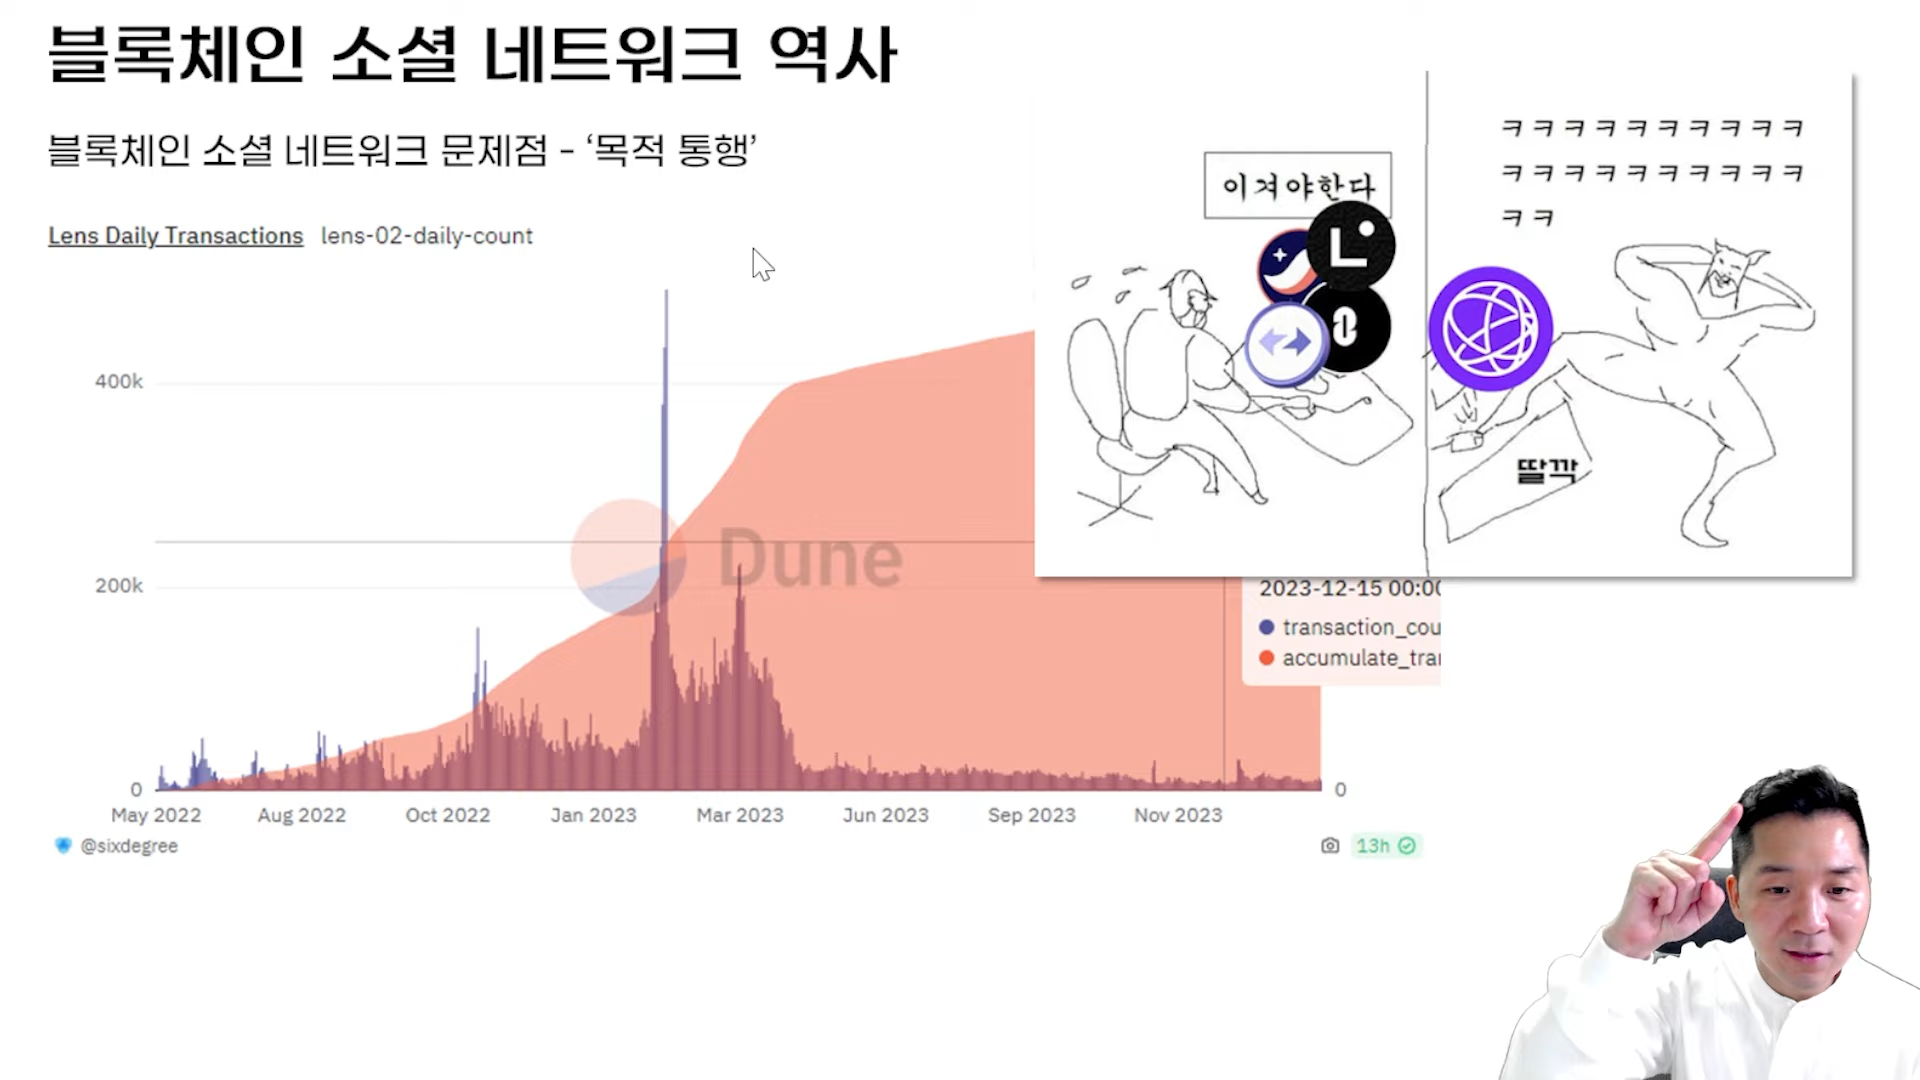 블록체인 소셜 네트워크 역사
블록체인 소셜 네트워크 문제점 - ‘목적 통행’
Lens Daily Transactions lens-02-daily-count
이겨야한다
ㅋㅋㅋㅋㅋㅋㅋㅋㅋㅋ
ㅋㅋㅋㅋㅋㅋㅋㅋㅋㅋ
ㅋㅋ
딸깍
400k
200k
0
Dune
2023-12-15 00:00
transaction_cou
accumulate_tra
0
May 2022 Aug 2022 Oct 2022 Jan 2023 Mar 2023 Jun 2023 Sep 2023 Nov 2023
@sixdegree
13h